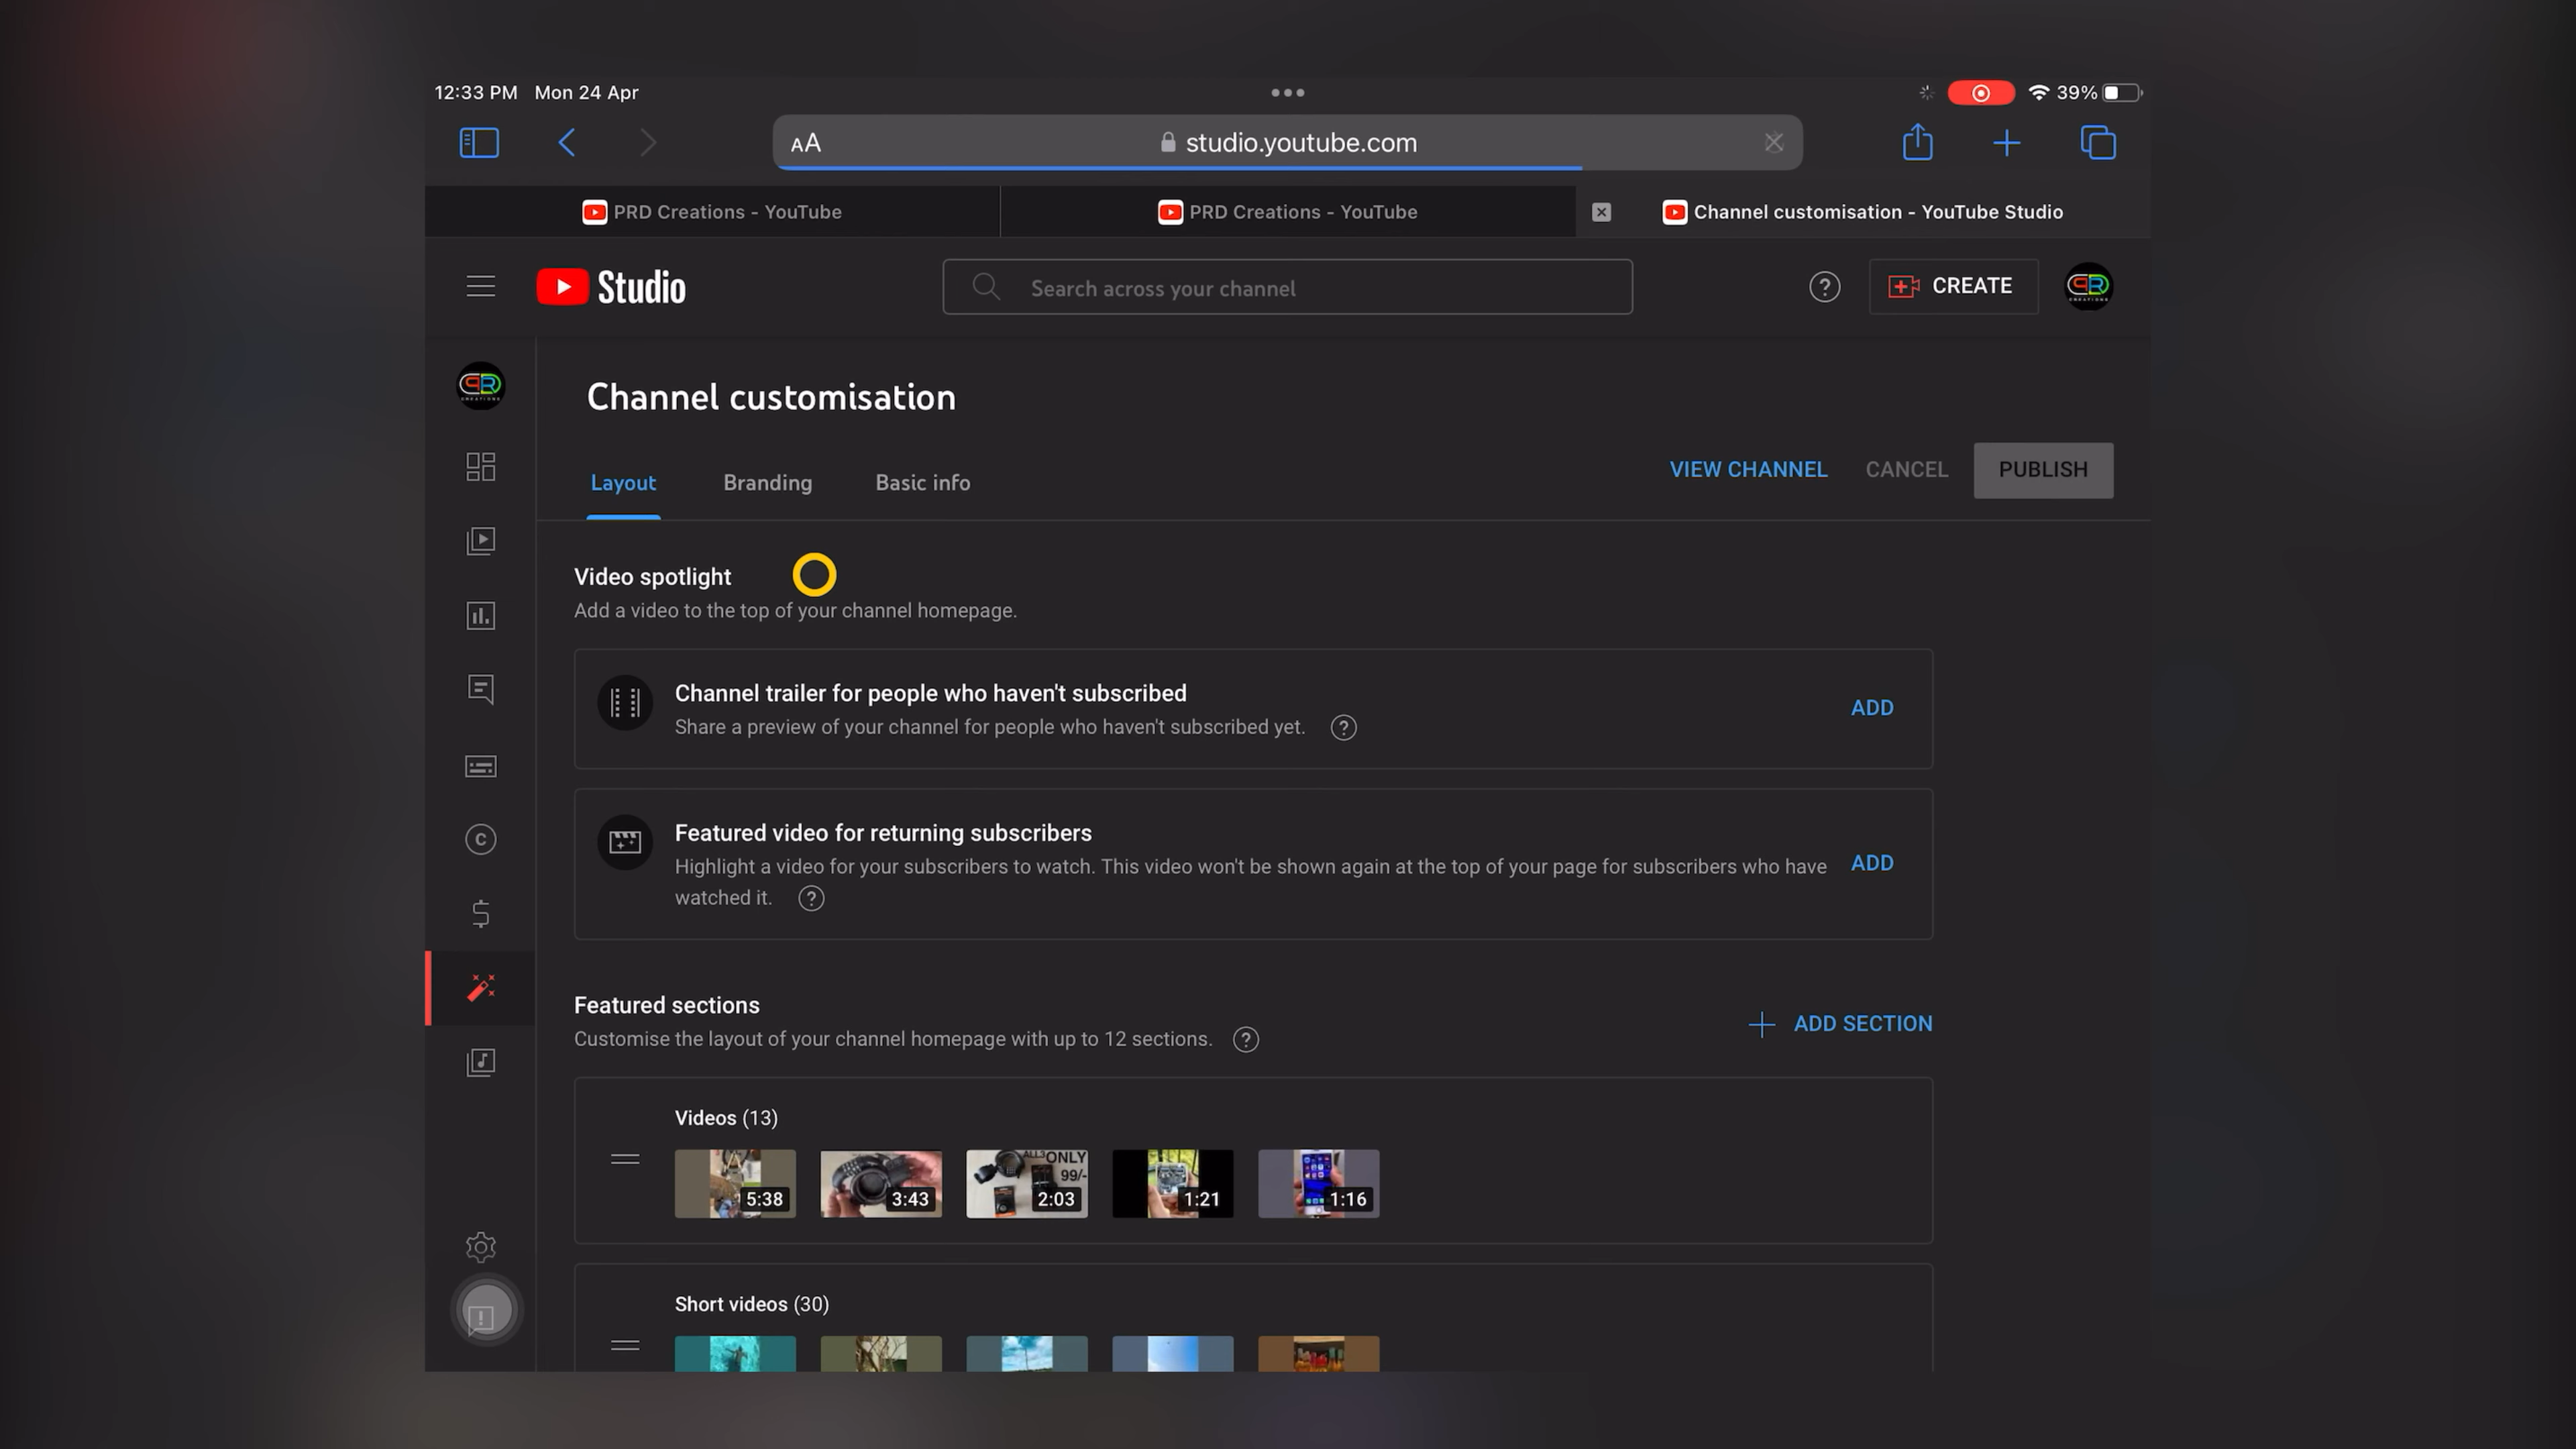 12:33 PM Mon 24 Apr
39%
AA studio.youtube.com
PRD Creations - YouTube
PRD Creations - YouTube
Channel customisation - YouTube Studio
Studio
Search across your channel
CREATE
Channel customisation
Layout
Branding
Basic info
VIEW CHANNEL
CANCEL
PUBLISH
Video spotlight
Add a video to the top of your channel homepage.
Channel trailer for people who haven't subscribed
Share a preview of your channel for people who haven't subscribed yet.
ADD
Featured video for returning subscribers
Highlight a video for your subscribers to watch. This video won't be shown again at the top of your page for subscribers who have
watched it.
ADD
Featured sections
Customise the layout of your channel homepage with up to 12 sections.
ADD SECTION
Videos (13)
ALL3 ONLY
99/-
5:38
3:43
2:03
1:21
1:16
Short videos (30)